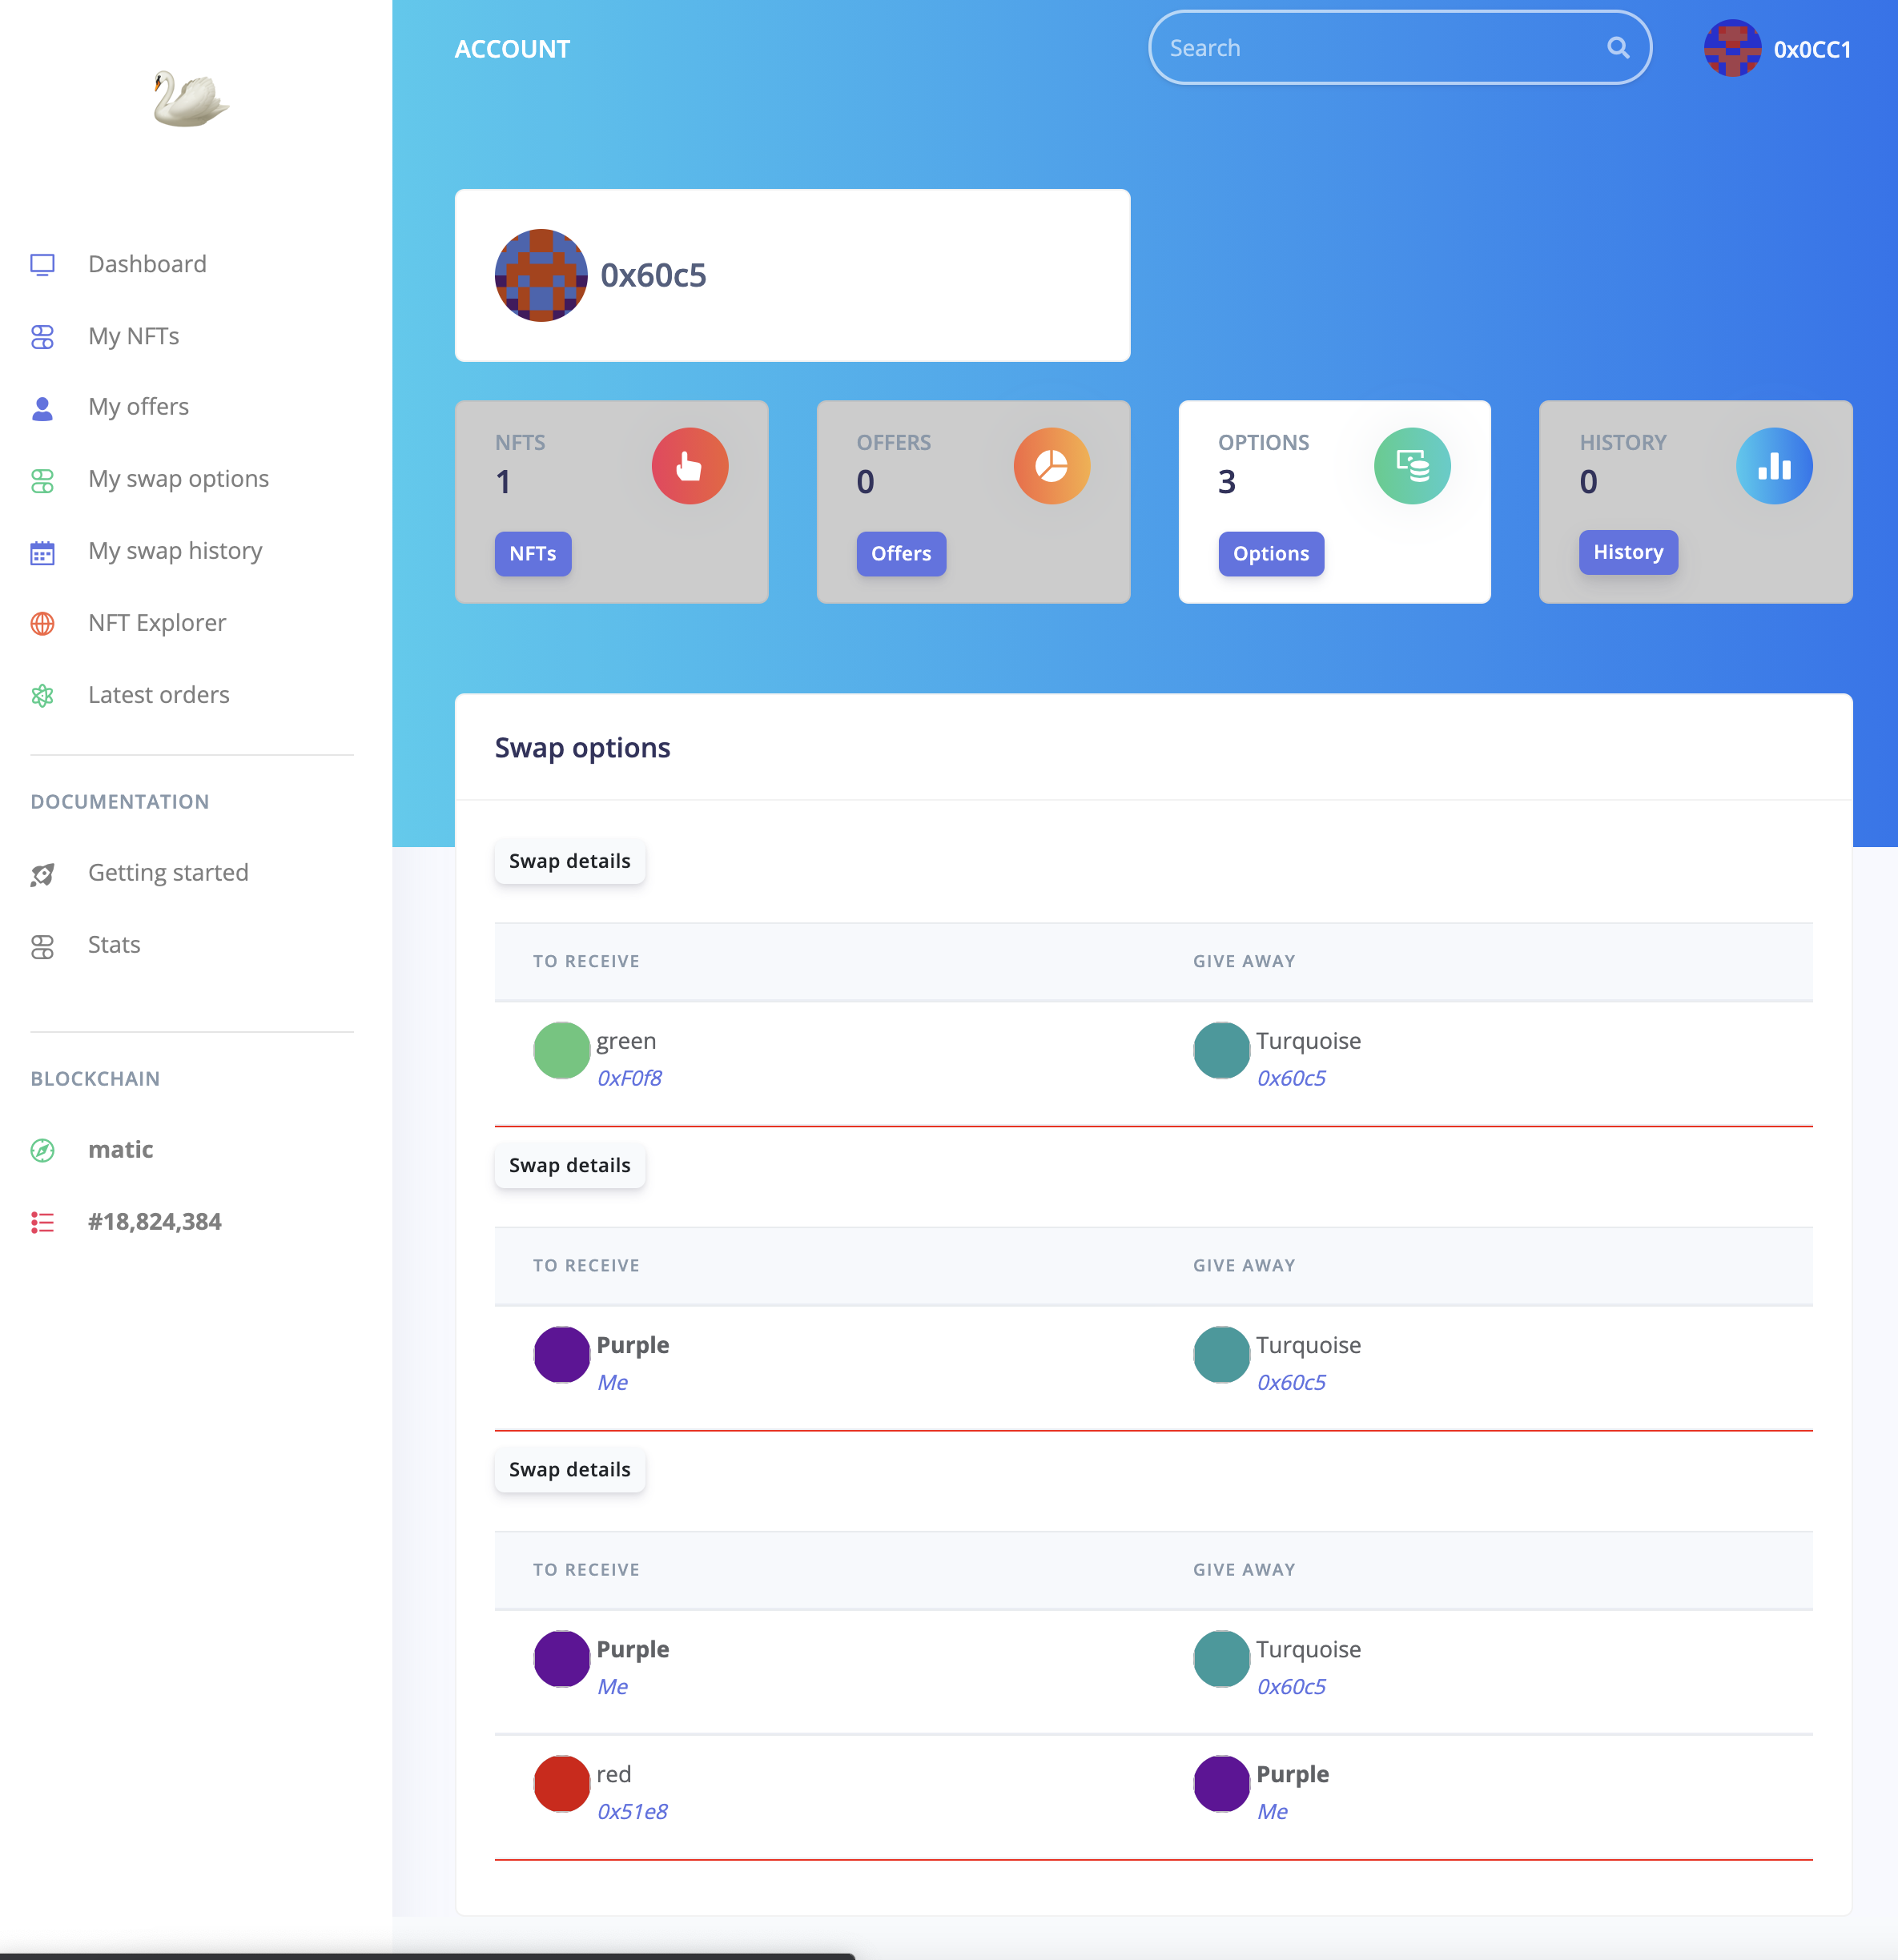 ACCOUNT
Search
0x0CC1
Dashboard
My NFTs
My offers
My swap options
My swap history
NFT Explorer
Latest orders
DOCUMENTATION
Getting started
Stats
BLOCKCHAIN
matic
#18,824,384
0x60c5
NFTS
1
NFTs
OFFERS
0
Offers
OPTIONS
3
Options
HISTORY
0
History
Swap options
Swap details
TO RECEIVE GIVE AWAY
green Turquoise
0xF0f8 0x60c5
Swap details
TO RECEIVE GIVE AWAY
Purple Turquoise
Me 0x60c5
Swap details
TO RECEIVE GIVE AWAY
Purple Turquoise
Me 0x60c5
red Purple
0x51e8 Me